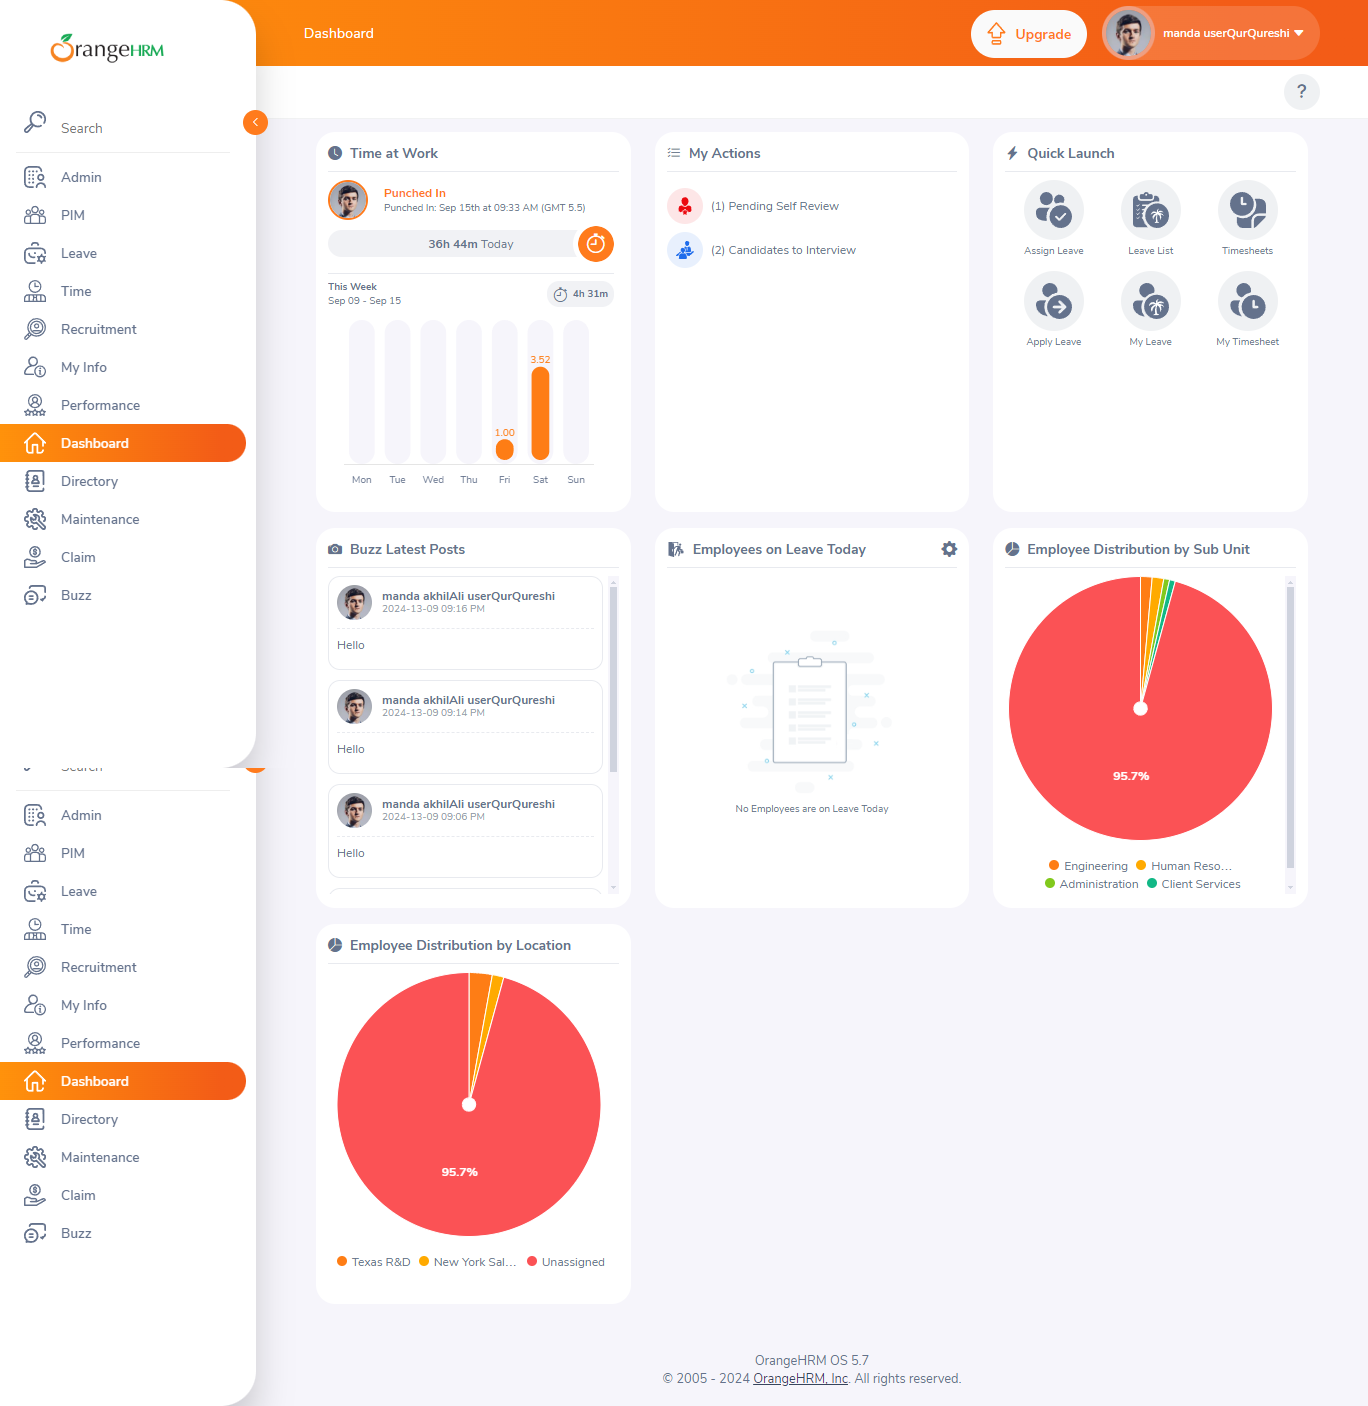 OrangeHRM
Search
Admin
PIM
Leave
Time
Recruitment
My Info
Performance
Dashboard
Directory
Maintenance
Claim
Buzz
Search
Admin
PIM
Leave
Time
Recruitment
My Info
Performance
Dashboard
Directory
Maintenance
Claim
Buzz
Dashboard
Upgrade
manda userQurQureshi
?
Time at Work
Punched In
Punched In: Sep 15th at 09:33 AM (GMT 5.5)
36h 44m Today
This Week
Sep 09 - Sep 15
4h 31m
3.52
1.00
Mon Tue Wed Thu Fri Sat Sun
My Actions
(1) Pending Self Review
(2) Candidates to Interview
Quick Launch
Assign Leave Leave List Timesheets
Apply Leave My Leave My Timesheet
Buzz Latest Posts
manda akhilAli userQurQureshi
2024-13-09 09:16 PM
Hello
manda akhilAli userQurQureshi
2024-13-09 09:14 PM
Hello
manda akhilAli userQurQureshi
2024-13-09 09:06 PM
Hello
Employees on Leave Today
No Employees are on Leave Today
Employee Distribution by Sub Unit
95.7%
Engineering Human Reso...
Administration Client Services
Employee Distribution by Location
95.7%
Texas R&D New York Sal... Unassigned
OrangeHRM OS 5.7
© 2005 - 2024 OrangeHRM, Inc. All rights reserved.